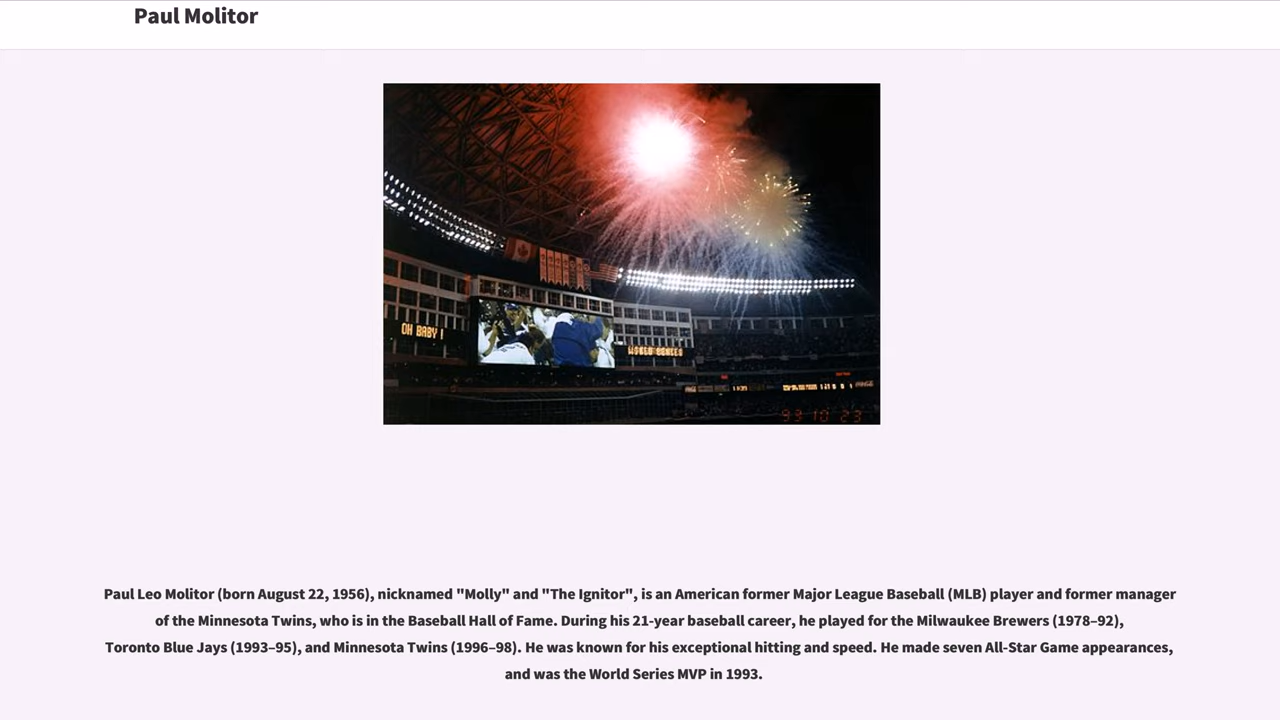 Paul Molitor
OH BABY !
WORLD SERIES
93 10 23
Paul Leo Molitor (born August 22, 1956), nicknamed "Molly" and "The Ignitor", is an American former Major League Baseball (MLB) player and former manager
of the Minnesota Twins, who is in the Baseball Hall of Fame. During his 21-year baseball career, he played for the Milwaukee Brewers (1978–92),
Toronto Blue Jays (1993–95), and Minnesota Twins (1996–98). He was known for his exceptional hitting and speed. He made seven All-Star Game appearances,
and was the World Series MVP in 1993.